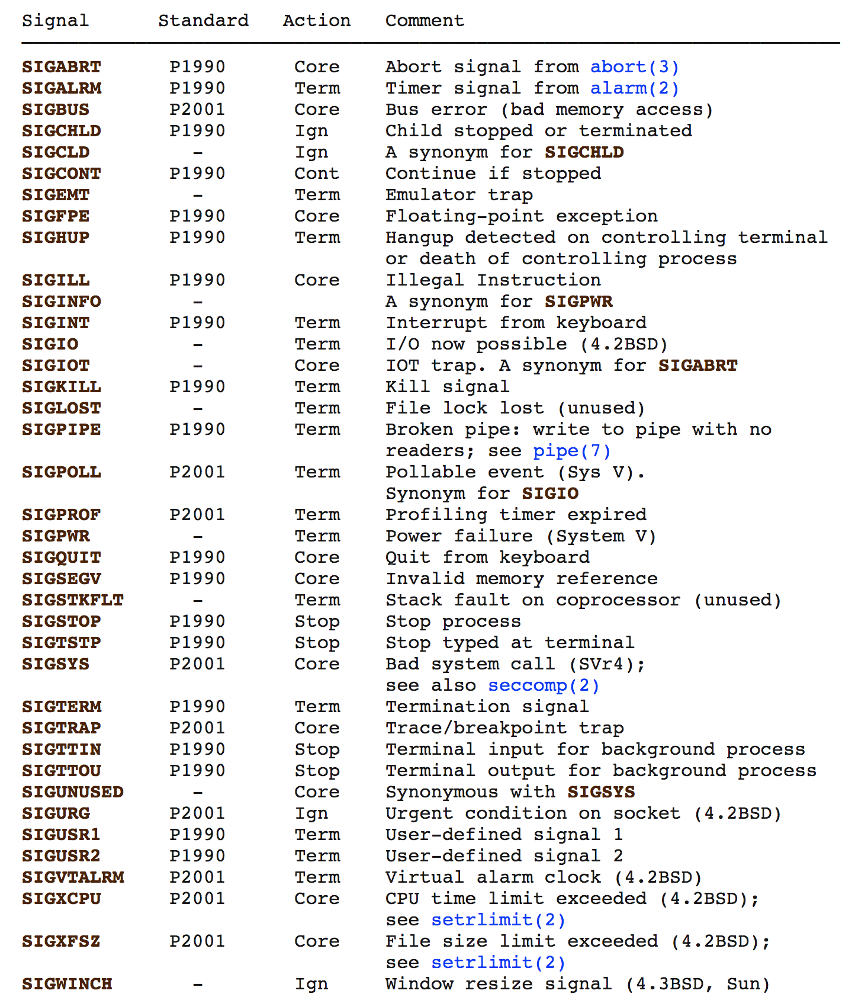 Signal Standard Action Comment
SIGABRT P1990 Core Abort signal from abort(3)
SIGALRM P1990 Term Timer signal from alarm(2)
SIGBUS P2001 Core Bus error (bad memory access)
SIGCHLD P1990 Ign Child stopped or terminated
SIGCLD - Ign A synonym for SIGCHLD
SIGCONT P1990 Cont Continue if stopped
SIGEMT - Term Emulator trap
SIGFPE P1990 Core Floating-point exception
SIGHUP P1990 Term Hangup detected on controlling terminal
or death of controlling process
SIGILL P1990 Core Illegal Instruction
SIGINFO - A synonym for SIGPWR
SIGINT P1990 Term Interrupt from keyboard
SIGIO - Term I/O now possible (4.2BSD)
SIGIOT - Core IOT trap. A synonym for SIGABRT
SIGKILL P1990 Term Kill signal
SIGLOST - Term File lock lost (unused)
SIGPIPE P1990 Term Broken pipe: write to pipe with no
readers; see pipe(7)
SIGPOLL P2001 Term Pollable event (Sys V).
Synonym for SIGIO
SIGPROF P2001 Term Profiling timer expired
SIGPWR - Term Power failure (System V)
SIGQUIT P1990 Core Quit from keyboard
SIGSEGV P1990 Core Invalid memory reference
SIGSTKFLT - Term Stack fault on coprocessor (unused)
SIGSTOP P1990 Stop Stop process
SIGTSTP P1990 Stop Stop typed at terminal
SIGSYS P2001 Core Bad system call (SVr4);
see also seccomp(2)
SIGTERM P1990 Term Termination signal
SIGTRAP P2001 Core Trace/breakpoint trap
SIGTTIN P1990 Stop Terminal input for background process
SIGTTOU P1990 Stop Terminal output for background process
SIGUNUSED - Core Synonymous with SIGSYS
SIGURG P2001 Ign Urgent condition on socket (4.2BSD)
SIGUSR1 P1990 Term User-defined signal 1
SIGUSR2 P1990 Term User-defined signal 2
SIGVTALRM P2001 Term Virtual alarm clock (4.2BSD)
SIGXCPU P2001 Core CPU time limit exceeded (4.2BSD);
see setrlimit(2)
SIGXFSZ P2001 Core File size limit exceeded (4.2BSD);
see setrlimit(2)
SIGWINCH - Ign Window resize signal (4.3BSD, Sun)